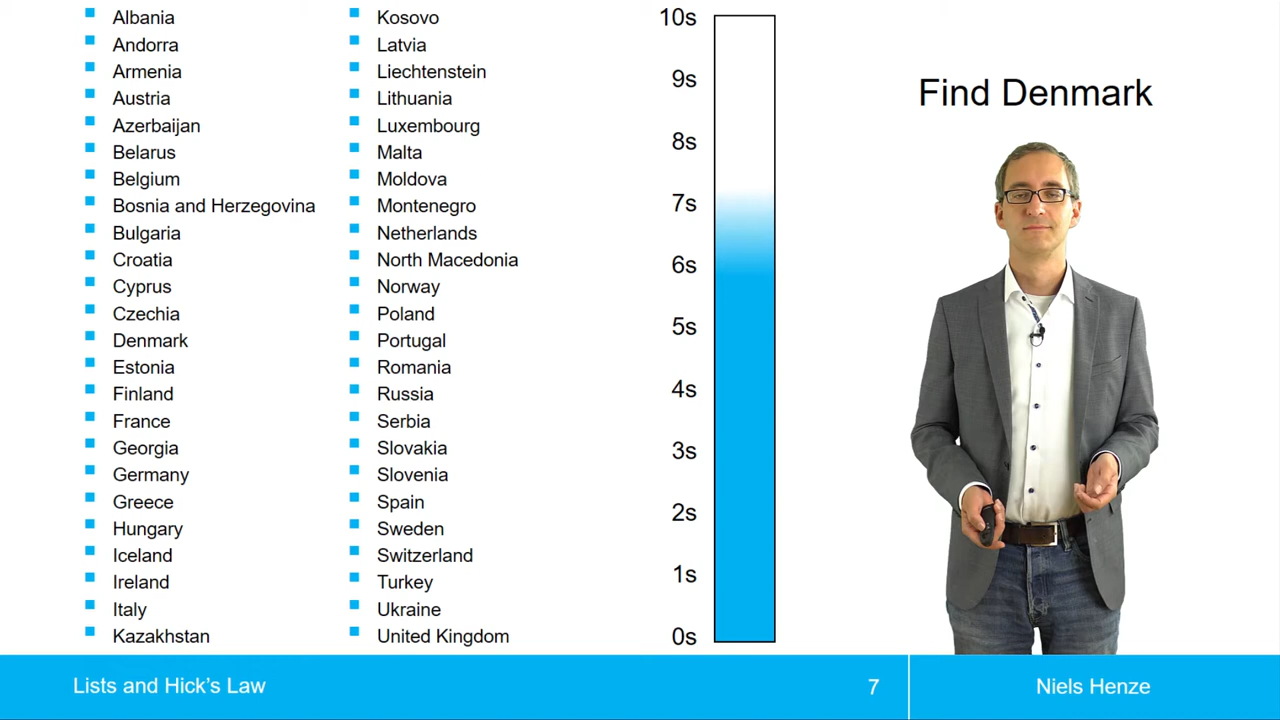 Albania
Andorra
Armenia
Austria
Azerbaijan
Belarus
Belgium
Bosnia and Herzegovina
Bulgaria
Croatia
Cyprus
Czechia
Denmark
Estonia
Finland
France
Georgia
Germany
Greece
Hungary
Iceland
Ireland
Italy
Kazakhstan
Kosovo
Latvia
Liechtenstein
Lithuania
Luxembourg
Malta
Moldova
Montenegro
Netherlands
North Macedonia
Norway
Poland
Portugal
Romania
Russia
Serbia
Slovakia
Slovenia
Spain
Sweden
Switzerland
Turkey
Ukraine
United Kingdom
10s
9s
8s
7s
6s
5s
4s
3s
2s
1s
0s
Find Denmark
Lists and Hick’s Law
7
Niels Henze